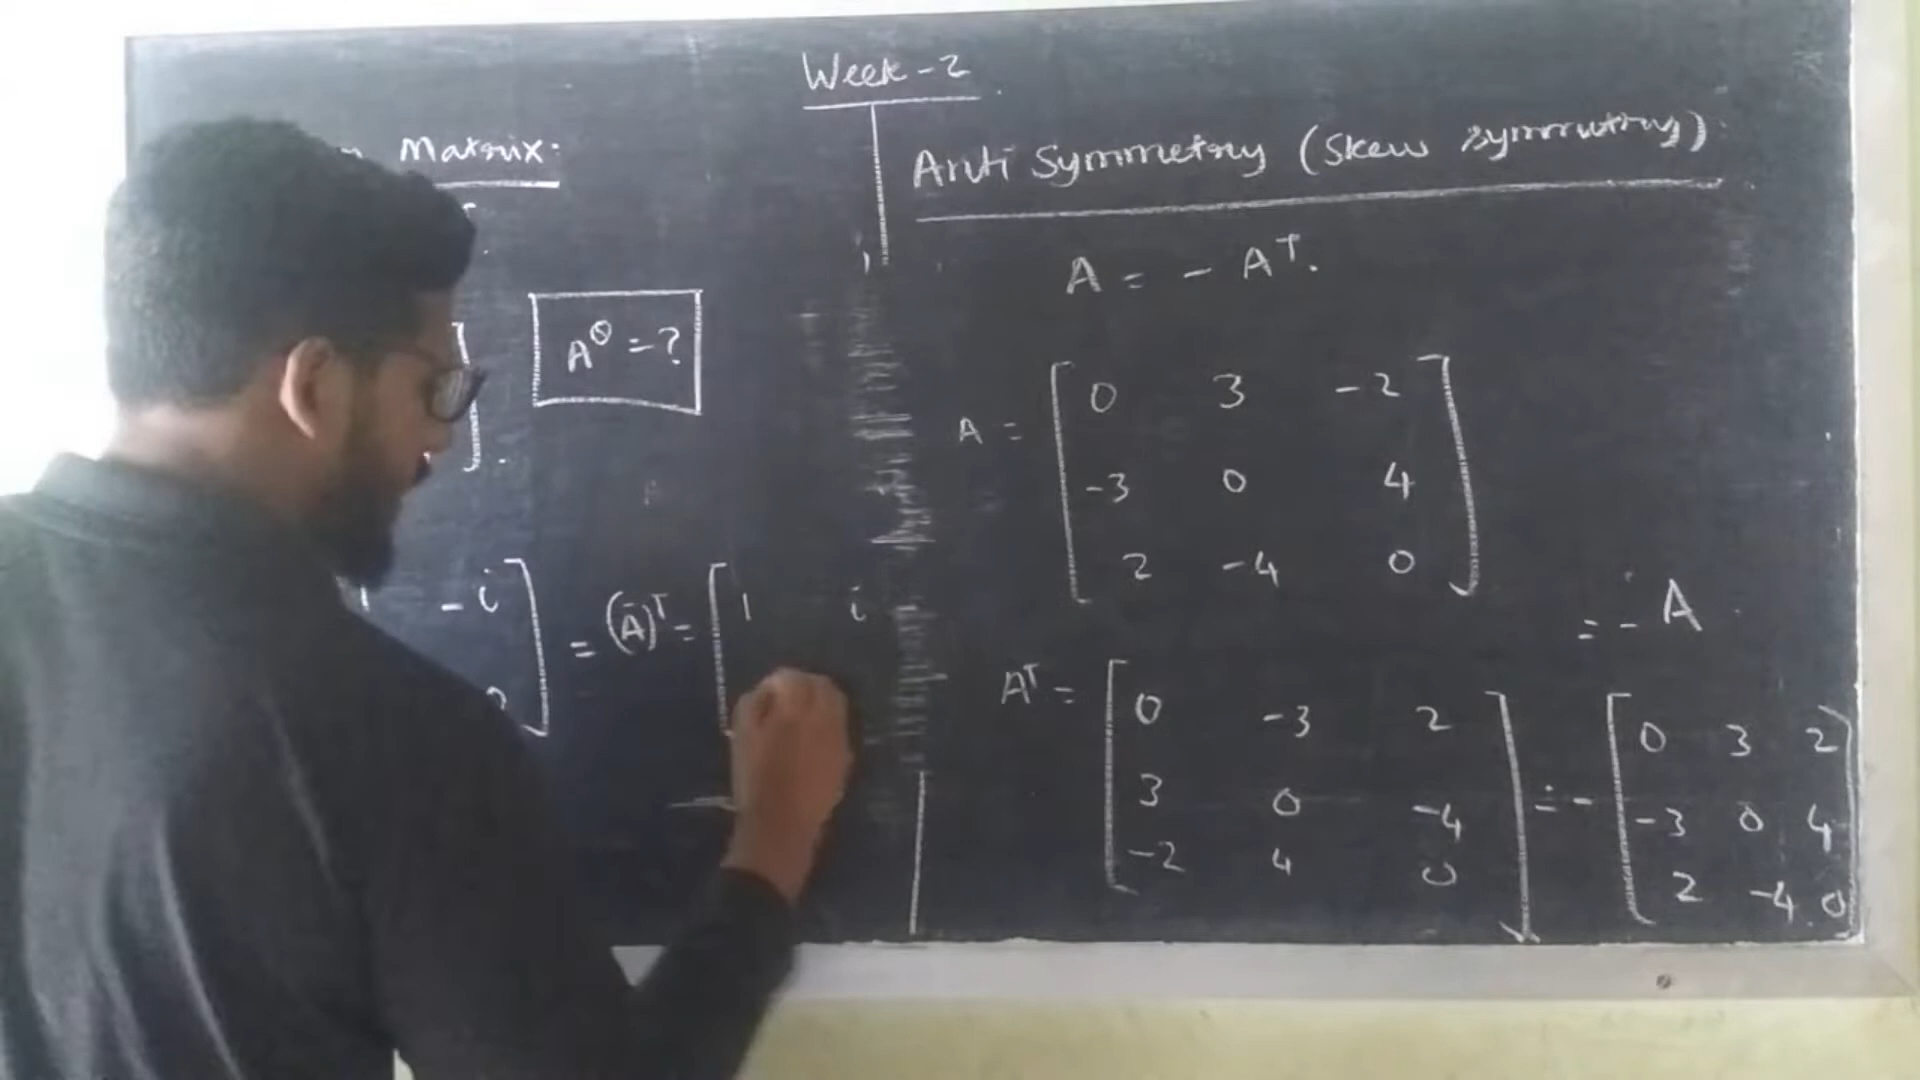 Week-2
Matrix:
A^θ = ?
- i
= (Ā)^T = [ 1 i
Anti Symmetry (Skew symmetry)
A = - A^T.
A = [ 0 3 -2
-3 0 4
2 -4 0 ]
= - A
A^T = [ 0 -3 2
3 0 -4
-2 4 0 ]
= - [ 0 3 2
-3 0 4
2 -4 0 ]